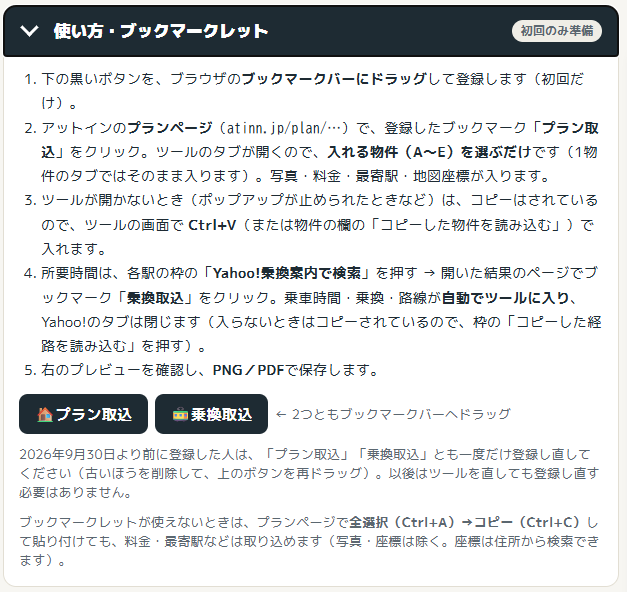 使い方・ブックマークレット
初回のみ準備
1. 下の黒いボタンを、ブラウザのブックマークバーにドラッグして登録します（初回だ
け）。
2. アットインのプランページ（atinn.jp/plan/…）で、登録したブックマーク「プラン取
込」をクリック。ツールのタブが開くので、入れる物件（A〜E）を選ぶだけです（1物
件のタブではそのまま入ります）。写真・料金・最寄駅・地図座標が入ります。
3. ツールが開かないとき（ポップアップが止められたときなど）は、コピーはされている
ので、ツールの画面で Ctrl+V（または物件の欄の「コピーした物件を読み込む」）で
入れます。
4. 所要時間は、各駅の枠の「Yahoo!乗換案内で検索」を押す → 開いた結果のページでブ
ックマーク「乗換取込」をクリック。乗車時間・乗換・路線が自動でツールに入り、
Yahoo!のタブは閉じます（入らないときはコピーされているので、枠の「コピーした経
路を読み込む」を押す）。
5. 右のプレビューを確認し、PNG／PDFで保存します。
プラン取込 乗換取込 ← 2つともブックマークバーへドラッグ
2026年9月30日より前に登録した人は、「プラン取込」「乗換取込」とも一度だけ登録し直して
ください（古いほうを削除して、上のボタンを再ドラッグ）。以後はツールを直しても登録し直す
必要はありません。
ブックマークレットが使えないときは、プランページで全選択（Ctrl+A）→コピー（Ctrl+C）し
て貼り付けても、料金・最寄駅などは取り込めます（写真・座標は除く。座標は住所から検索でき
ます）。